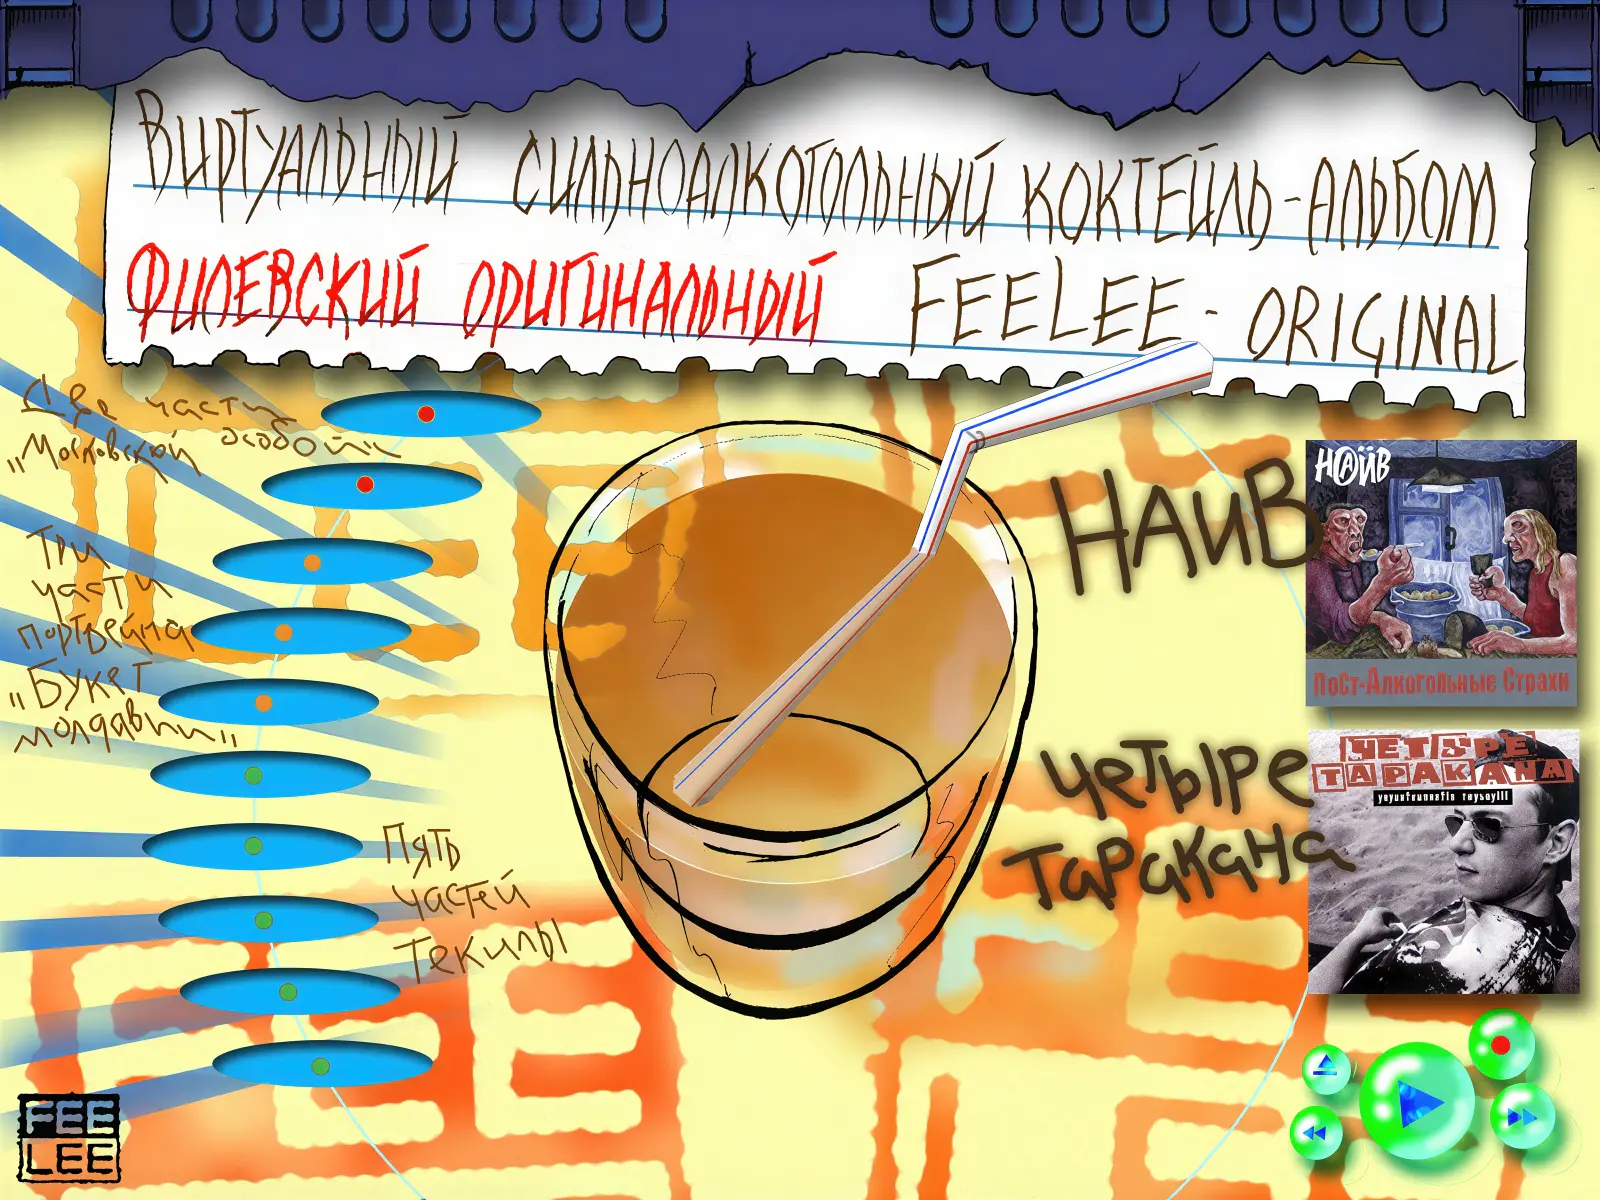 Виртуальный сильноалкогольный коктейль-альбом
Филевский оригинальный FEELEE - ORIGINAL
Две части
"Московской особой"
Три
части
портвейна
"Букет
молдавии"
Пять
частей
текилы
НАИВ
НАЙВ
Пост-Алкогольные Страхи
Четыре
Таракана
ЧЕТЫРЕ
ТАРАКАНА
FEE
LEE